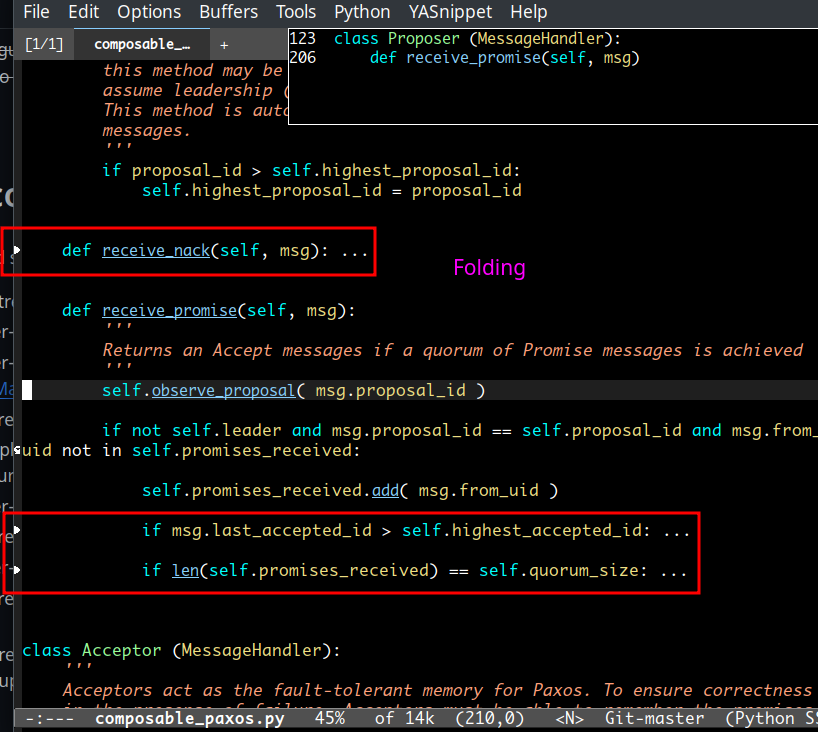 File Edit Options Buffers Tools Python YASnippet Help
[1/1] composable_… +
123 class Proposer (MessageHandler):
206 def receive_promise(self, msg)
this method may be
assume leadership (
This method is auto
messages.
'''
if proposal_id > self.highest_proposal_id:
self.highest_proposal_id = proposal_id
def receive_nack(self, msg): ...
Folding
def receive_promise(self, msg):
'''
Returns an Accept messages if a quorum of Promise messages is achieved
'''
self.observe_proposal( msg.proposal_id )
if not self.leader and msg.proposal_id == self.proposal_id and msg.from_
uid not in self.promises_received:
self.promises_received.add( msg.from_uid )
if msg.last_accepted_id > self.highest_accepted_id: ...
if len(self.promises_received) == self.quorum_size: ...
class Acceptor (MessageHandler):
'''
Acceptors act as the fault-tolerant memory for Paxos. To ensure correctness
-:--- composable_paxos.py 45% of 14k (210,0) <N> Git-master (Python